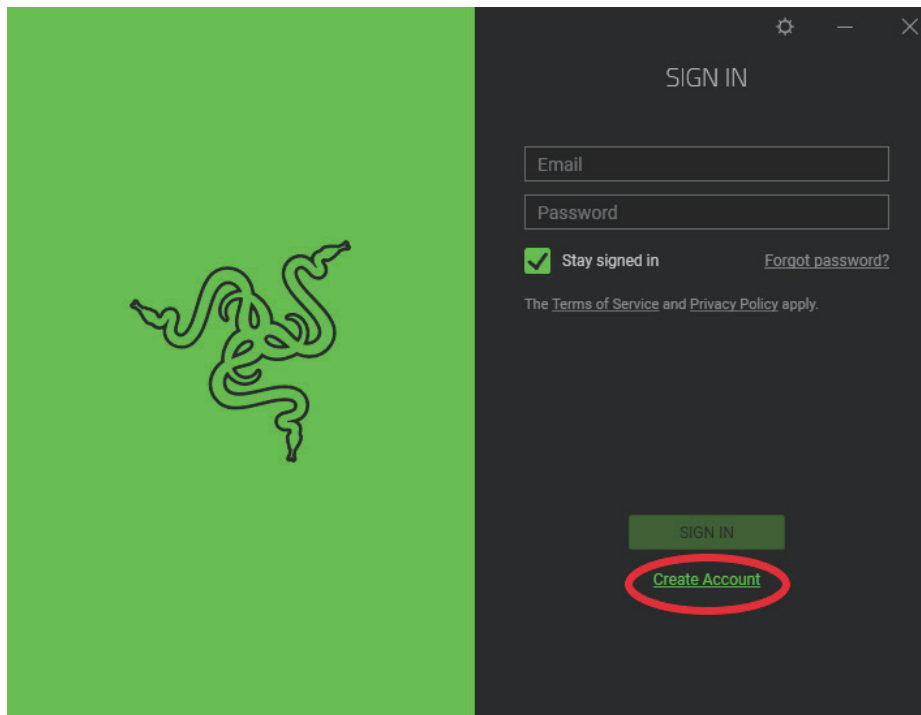 SIGN IN
Email
Password
Stay signed in Forgot password?
The Terms of Service and Privacy Policy apply.
SIGN IN
Create Account